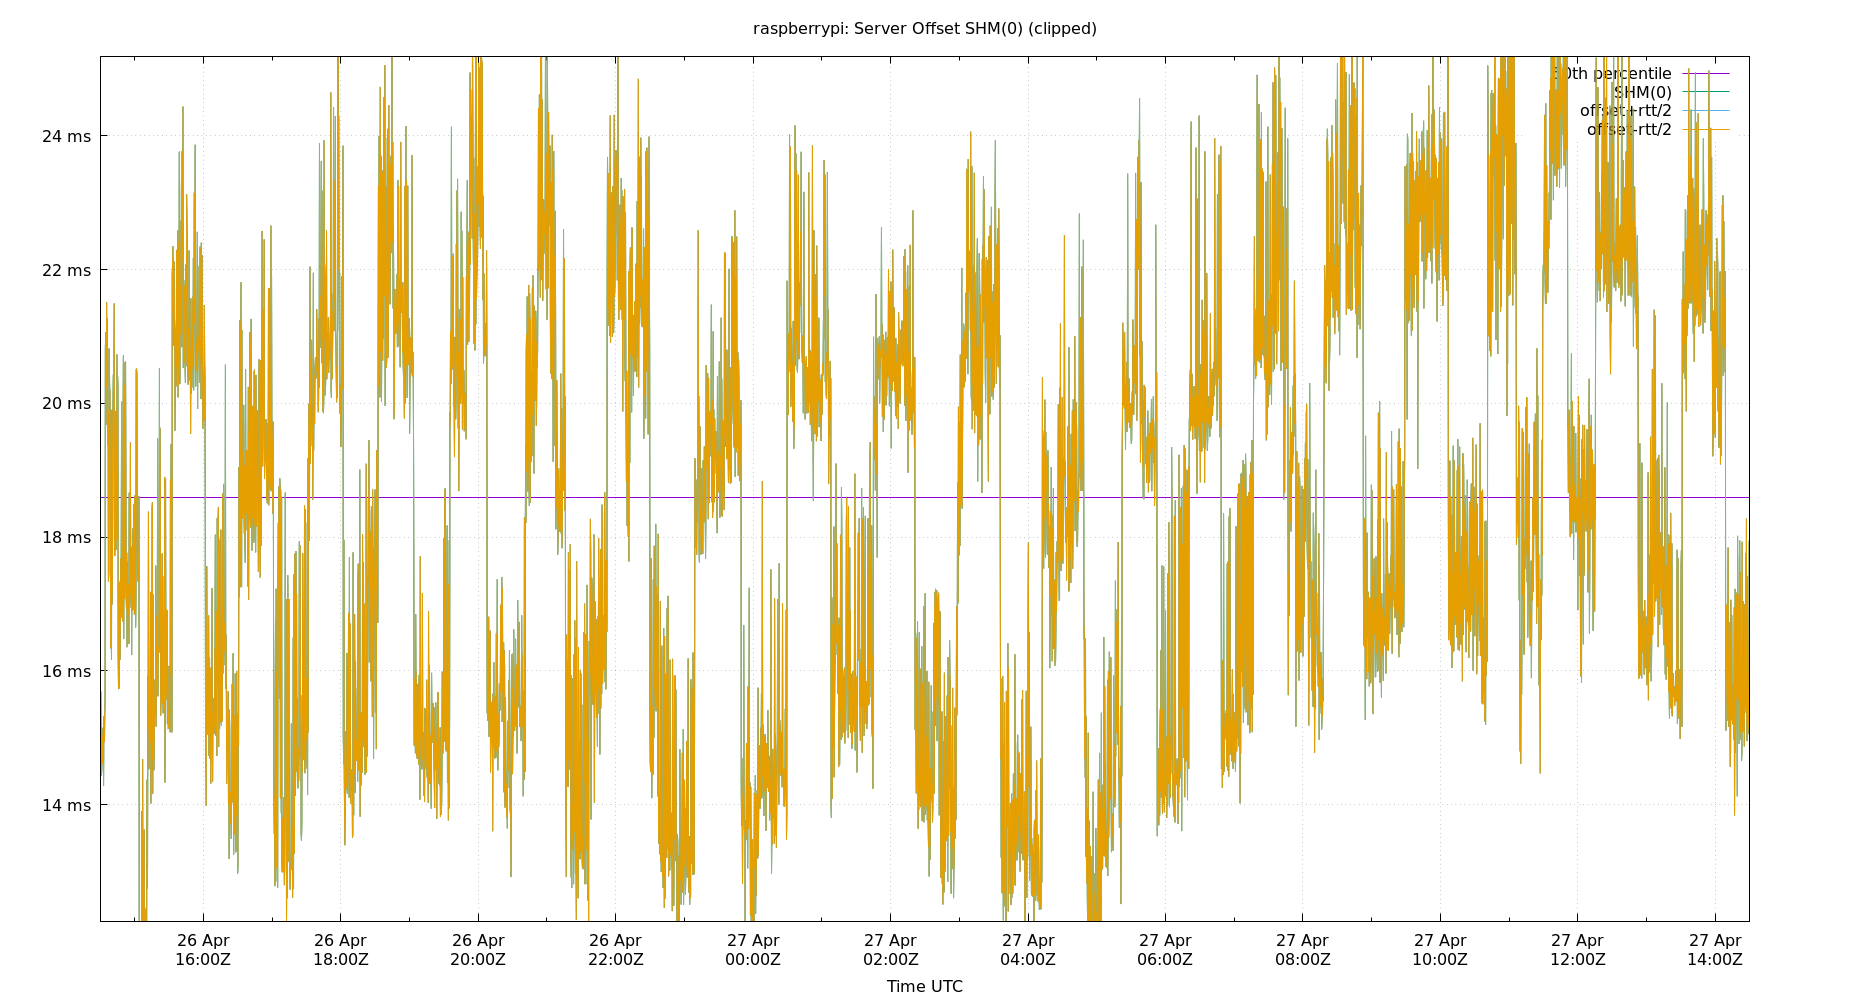 raspberrypi: Server Offset SHM(0) (clipped)
50th percentile
SHM(0)
offset+rtt/2
offset-rtt/2
24 ms
22 ms
20 ms
18 ms
16 ms
14 ms
26 Apr 26 Apr 26 Apr 26 Apr 27 Apr 27 Apr 27 Apr 27 Apr 27 Apr 27 Apr 27 Apr 27 Apr
16:00Z 18:00Z 20:00Z 22:00Z 00:00Z 02:00Z 04:00Z 06:00Z 08:00Z 10:00Z 12:00Z 14:00Z
Time UTC